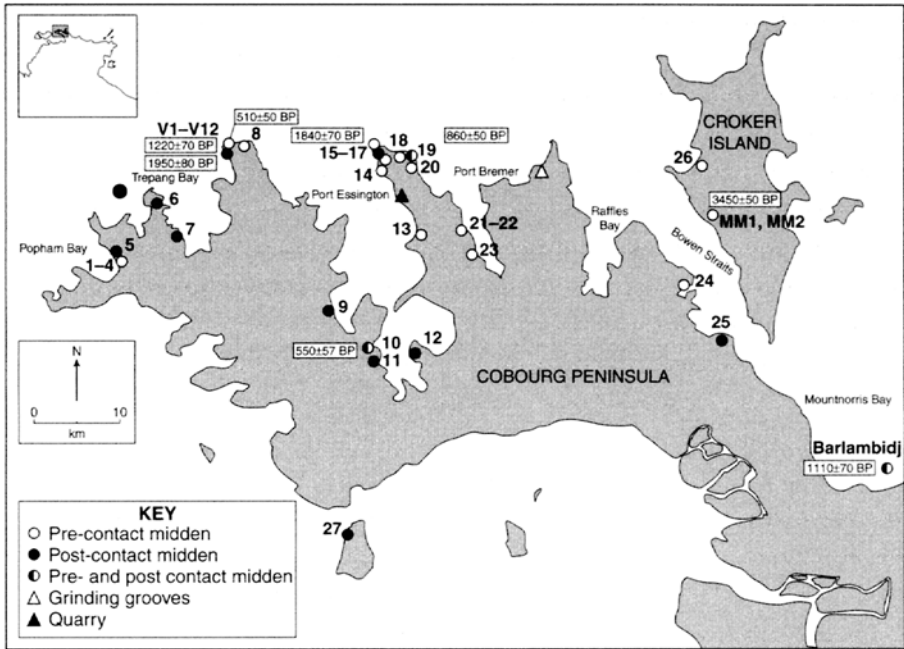 510±50 BP
V1–V12
8
1220±70 BP
1950±80 BP
Trepang Bay
6
7
Popham Bay
5
1–4
1840±70 BP
18
860±50 BP
15–17
19
14
20
Port Essington
Port Bremer
13
21–22
23
Raffles
Bay
CROKER
ISLAND
26
3450±50 BP
MM1, MM2
Bowen Straits
24
25
9
10
12
550±57 BP
11
COBOURG PENINSULA
Mountnorris Bay
Barlambidj
1110±70 BP
27
N
0
10
km
KEY
Pre-contact midden
Post-contact midden
Pre- and post contact midden
Grinding grooves
Quarry